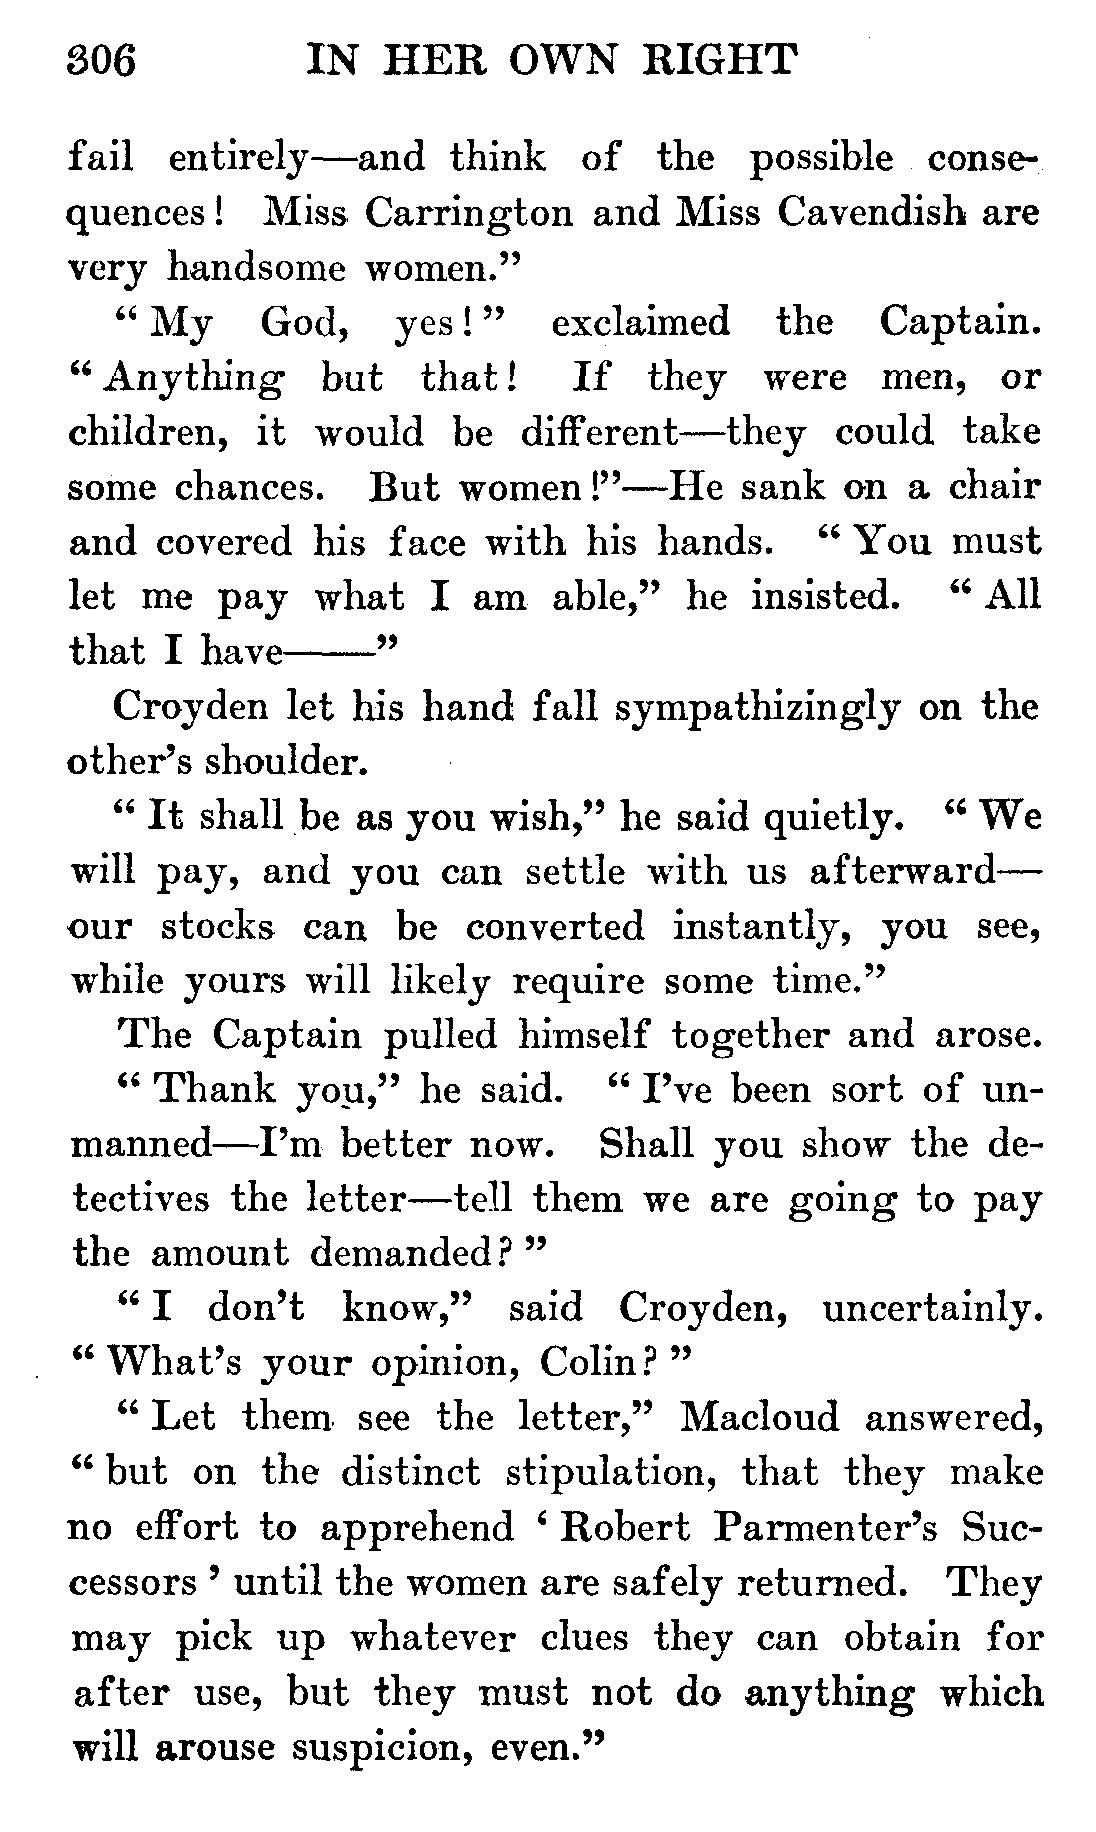 306 IN HER OWN RIGHT
fail entirely—and think of the possible conse-
quences! Miss Carrington and Miss Cavendish are
very handsome women."
"My God, yes!" exclaimed the Captain.
"Anything but that! If they were men, or
children, it would be different—they could take
some chances. But women!"—He sank on a chair
and covered his face with his hands. "You must
let me pay what I am able," he insisted. "All
that I have——"
Croyden let his hand fall sympathizingly on the
other's shoulder.
"It shall be as you wish," he said quietly. "We
will pay, and you can settle with us afterward—
our stocks can be converted instantly, you see,
while yours will likely require some time."
The Captain pulled himself together and arose.
"Thank you," he said. "I've been sort of un-
manned—I'm better now. Shall you show the de-
tectives the letter—tell them we are going to pay
the amount demanded?"
"I don't know," said Croyden, uncertainly.
"What's your opinion, Colin?"
"Let them see the letter," Macloud answered,
"but on the distinct stipulation, that they make
no effort to apprehend 'Robert Parmenter's Suc-
cessors' until the women are safely returned. They
may pick up whatever clues they can obtain for
after use, but they must not do anything which
will arouse suspicion, even."